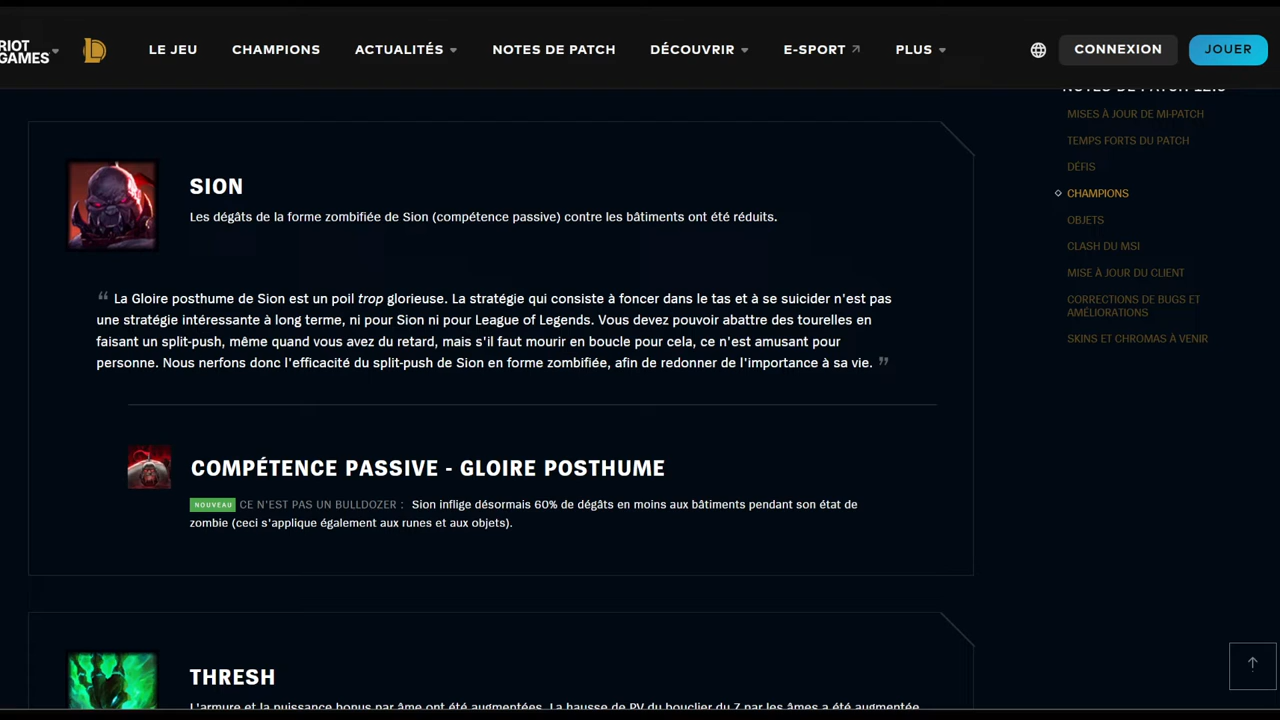 RIOT GAMES
LE JEU
CHAMPIONS
ACTUALITÉS
NOTES DE PATCH
DÉCOUVRIR
E-SPORT
PLUS
CONNEXION
JOUER
SION
Les dégâts de la forme zombifiée de Sion (compétence passive) contre les bâtiments ont été réduits.
“ La Gloire posthume de Sion est un poil trop glorieuse. La stratégie qui consiste à foncer dans le tas et à se suicider n'est pas
une stratégie intéressante à long terme, ni pour Sion ni pour League of Legends. Vous devez pouvoir abattre des tourelles en
faisant un split-push, même quand vous avez du retard, mais s'il faut mourir en boucle pour cela, ce n'est amusant pour
personne. Nous nerfons donc l'efficacité du split-push de Sion en forme zombifiée, afin de redonner de l'importance à sa vie. ”
COMPÉTENCE PASSIVE - GLOIRE POSTHUME
NOUVEAU CE N'EST PAS UN BULLDOZER : Sion inflige désormais 60% de dégâts en moins aux bâtiments pendant son état de
zombie (ceci s'applique également aux runes et aux objets).
THRESH
L'armure et la puissance bonus par âme ont été augmentées. La hausse de PV du bouclier du Z par les âmes a été augmentée
NOTES DE PATCH
MISES À JOUR DE MI-PATCH
TEMPS FORTS DU PATCH
DÉFIS
CHAMPIONS
OBJETS
CLASH DU MSI
MISE À JOUR DU CLIENT
CORRECTIONS DE BUGS ET
AMÉLIORATIONS
SKINS ET CHROMAS À VENIR